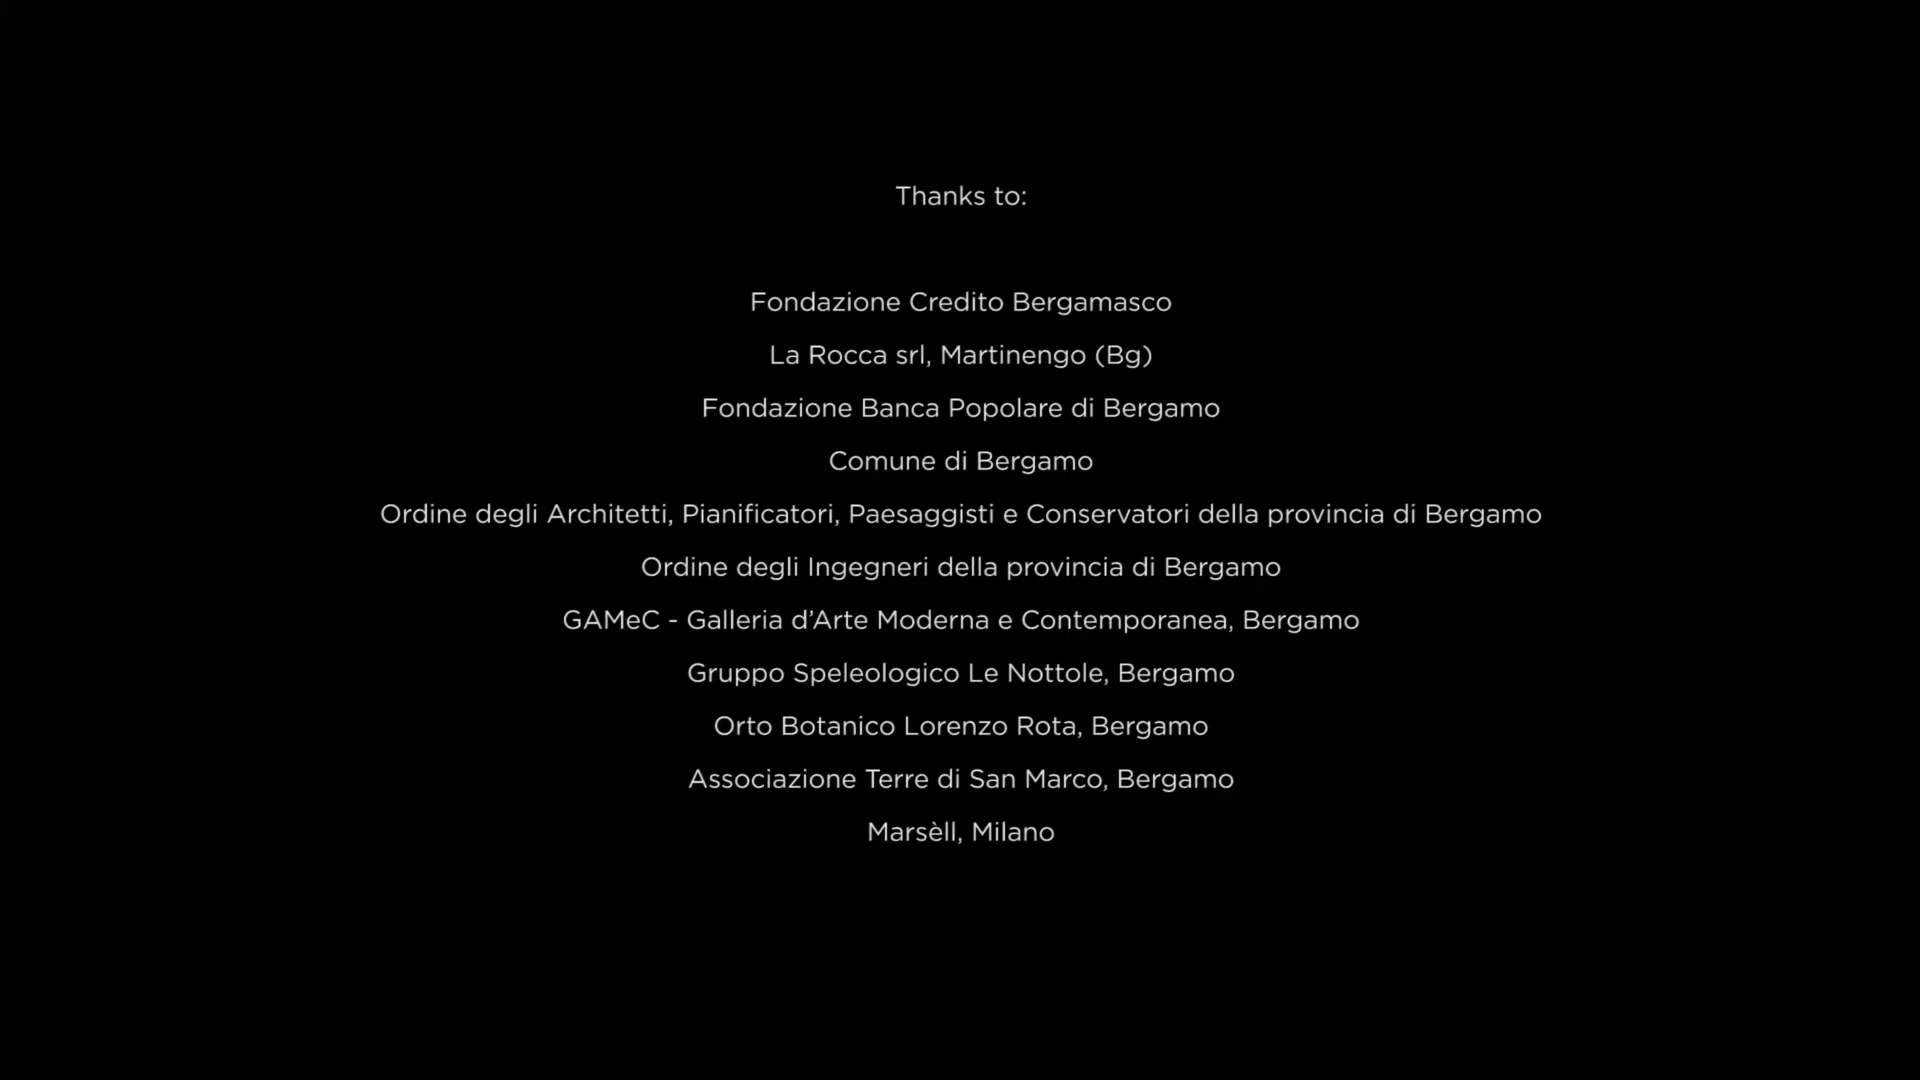 Thanks to:
Fondazione Credito Bergamasco
La Rocca srl, Martinengo (Bg)
Fondazione Banca Popolare di Bergamo
Comune di Bergamo
Ordine degli Architetti, Pianificatori, Paesaggisti e Conservatori della provincia di Bergamo
Ordine degli Ingegneri della provincia di Bergamo
GAMeC - Galleria d’Arte Moderna e Contemporanea, Bergamo
Gruppo Speleologico Le Nottole, Bergamo
Orto Botanico Lorenzo Rota, Bergamo
Associazione Terre di San Marco, Bergamo
Marsèll, Milano